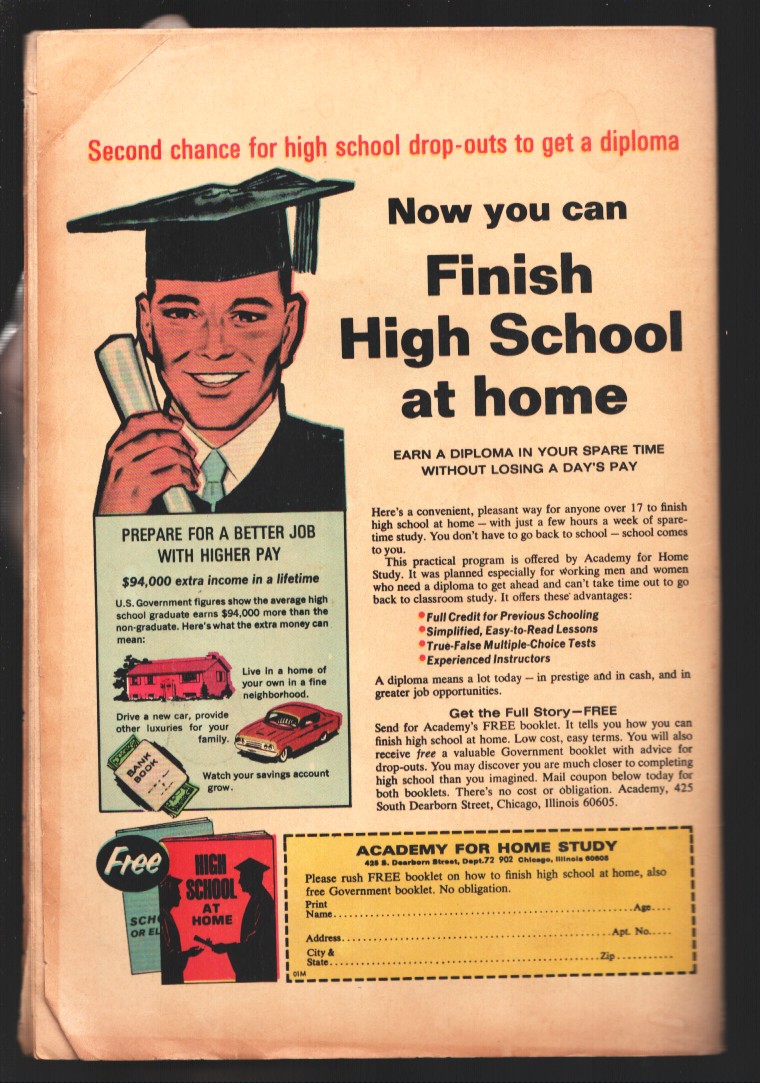 Second chance for high school drop-outs to get a diploma
Now you can
Finish
High School
at home
EARN A DIPLOMA IN YOUR SPARE TIME
WITHOUT LOSING A DAY'S PAY
Here's a convenient, pleasant way for anyone over 17 to finish
high school at home — with just a few hours a week of spare-
time study. You don't have to go back to school — school comes
to you.
This practical program is offered by Academy for Home
Study. It was planned especially for working men and women
who need a diploma to get ahead and can't take time out to go
back to classroom study. It offers these advantages:
•Full Credit for Previous Schooling
•Simplified, Easy-to-Read Lessons
•True-False Multiple-Choice Tests
•Experienced Instructors
A diploma means a lot today — in prestige and in cash, and in
greater job opportunities.
Get the Full Story—FREE
Send for Academy's FREE booklet. It tells you how you can
finish high school at home. Low cost, easy terms. You will also
receive free a valuable Government booklet with advice for
drop-outs. You may discover you are much closer to completing
high school than you imagined. Mail coupon below today for
both booklets. There's no cost or obligation. Academy, 425
South Dearborn Street, Chicago, Illinois 60605.
PREPARE FOR A BETTER JOB
WITH HIGHER PAY
$94,000 extra income in a lifetime
U.S. Government figures show the average high
school graduate earns $94,000 more than the
non-graduate. Here's what the extra money can
mean:
Live in a home of
your own in a fine
neighborhood.
Drive a new car, provide
other luxuries for your
family.
BANK
BOOK
Watch your savings account
grow.
Free
SCHO
OR EL
HIGH
SCHOOL
AT
HOME
ACADEMY FOR HOME STUDY
425 S. Dearborn Street, Dept.72 902 Chicago, Illinois 60605
Please rush FREE booklet on how to finish high school at home, also
free Government booklet. No obligation.
Print
Name..........Age....
Address..........Apt. No.....
City &
State..........Zip..........
01M